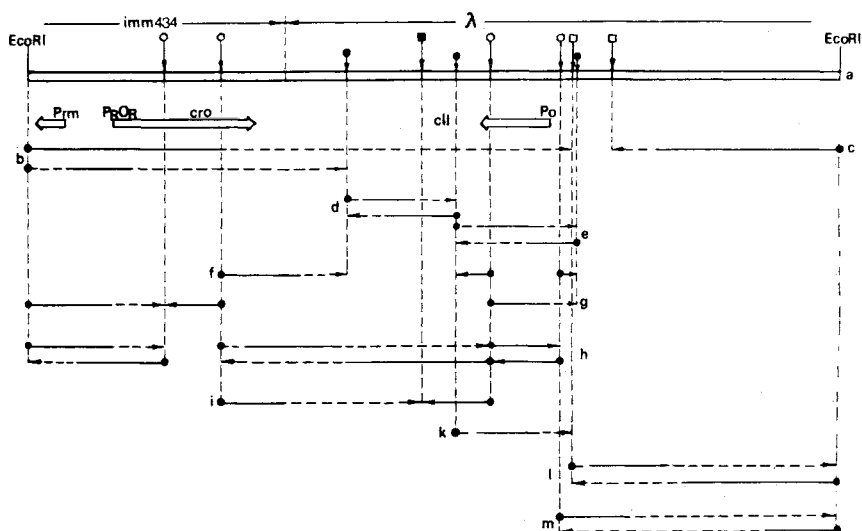 imm434 λ
EcoRI EcoRI
a
Prm PROR cro cII Po
b c
d
e
f
g
h
i
k
l
m